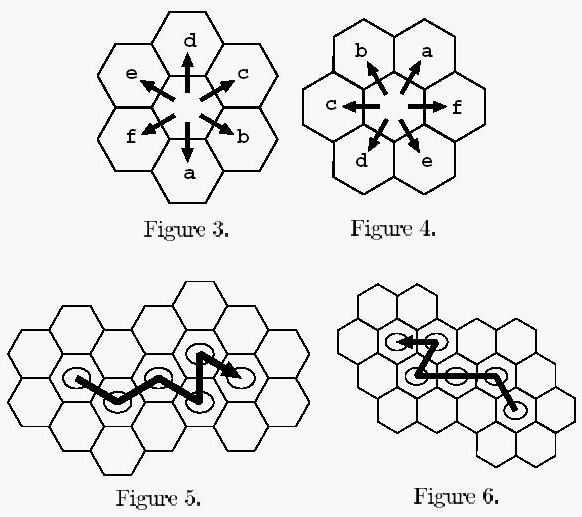 d
e c
f b
a
Figure 3.
b a
c f
d e
Figure 4.
Figure 5.
Figure 6.